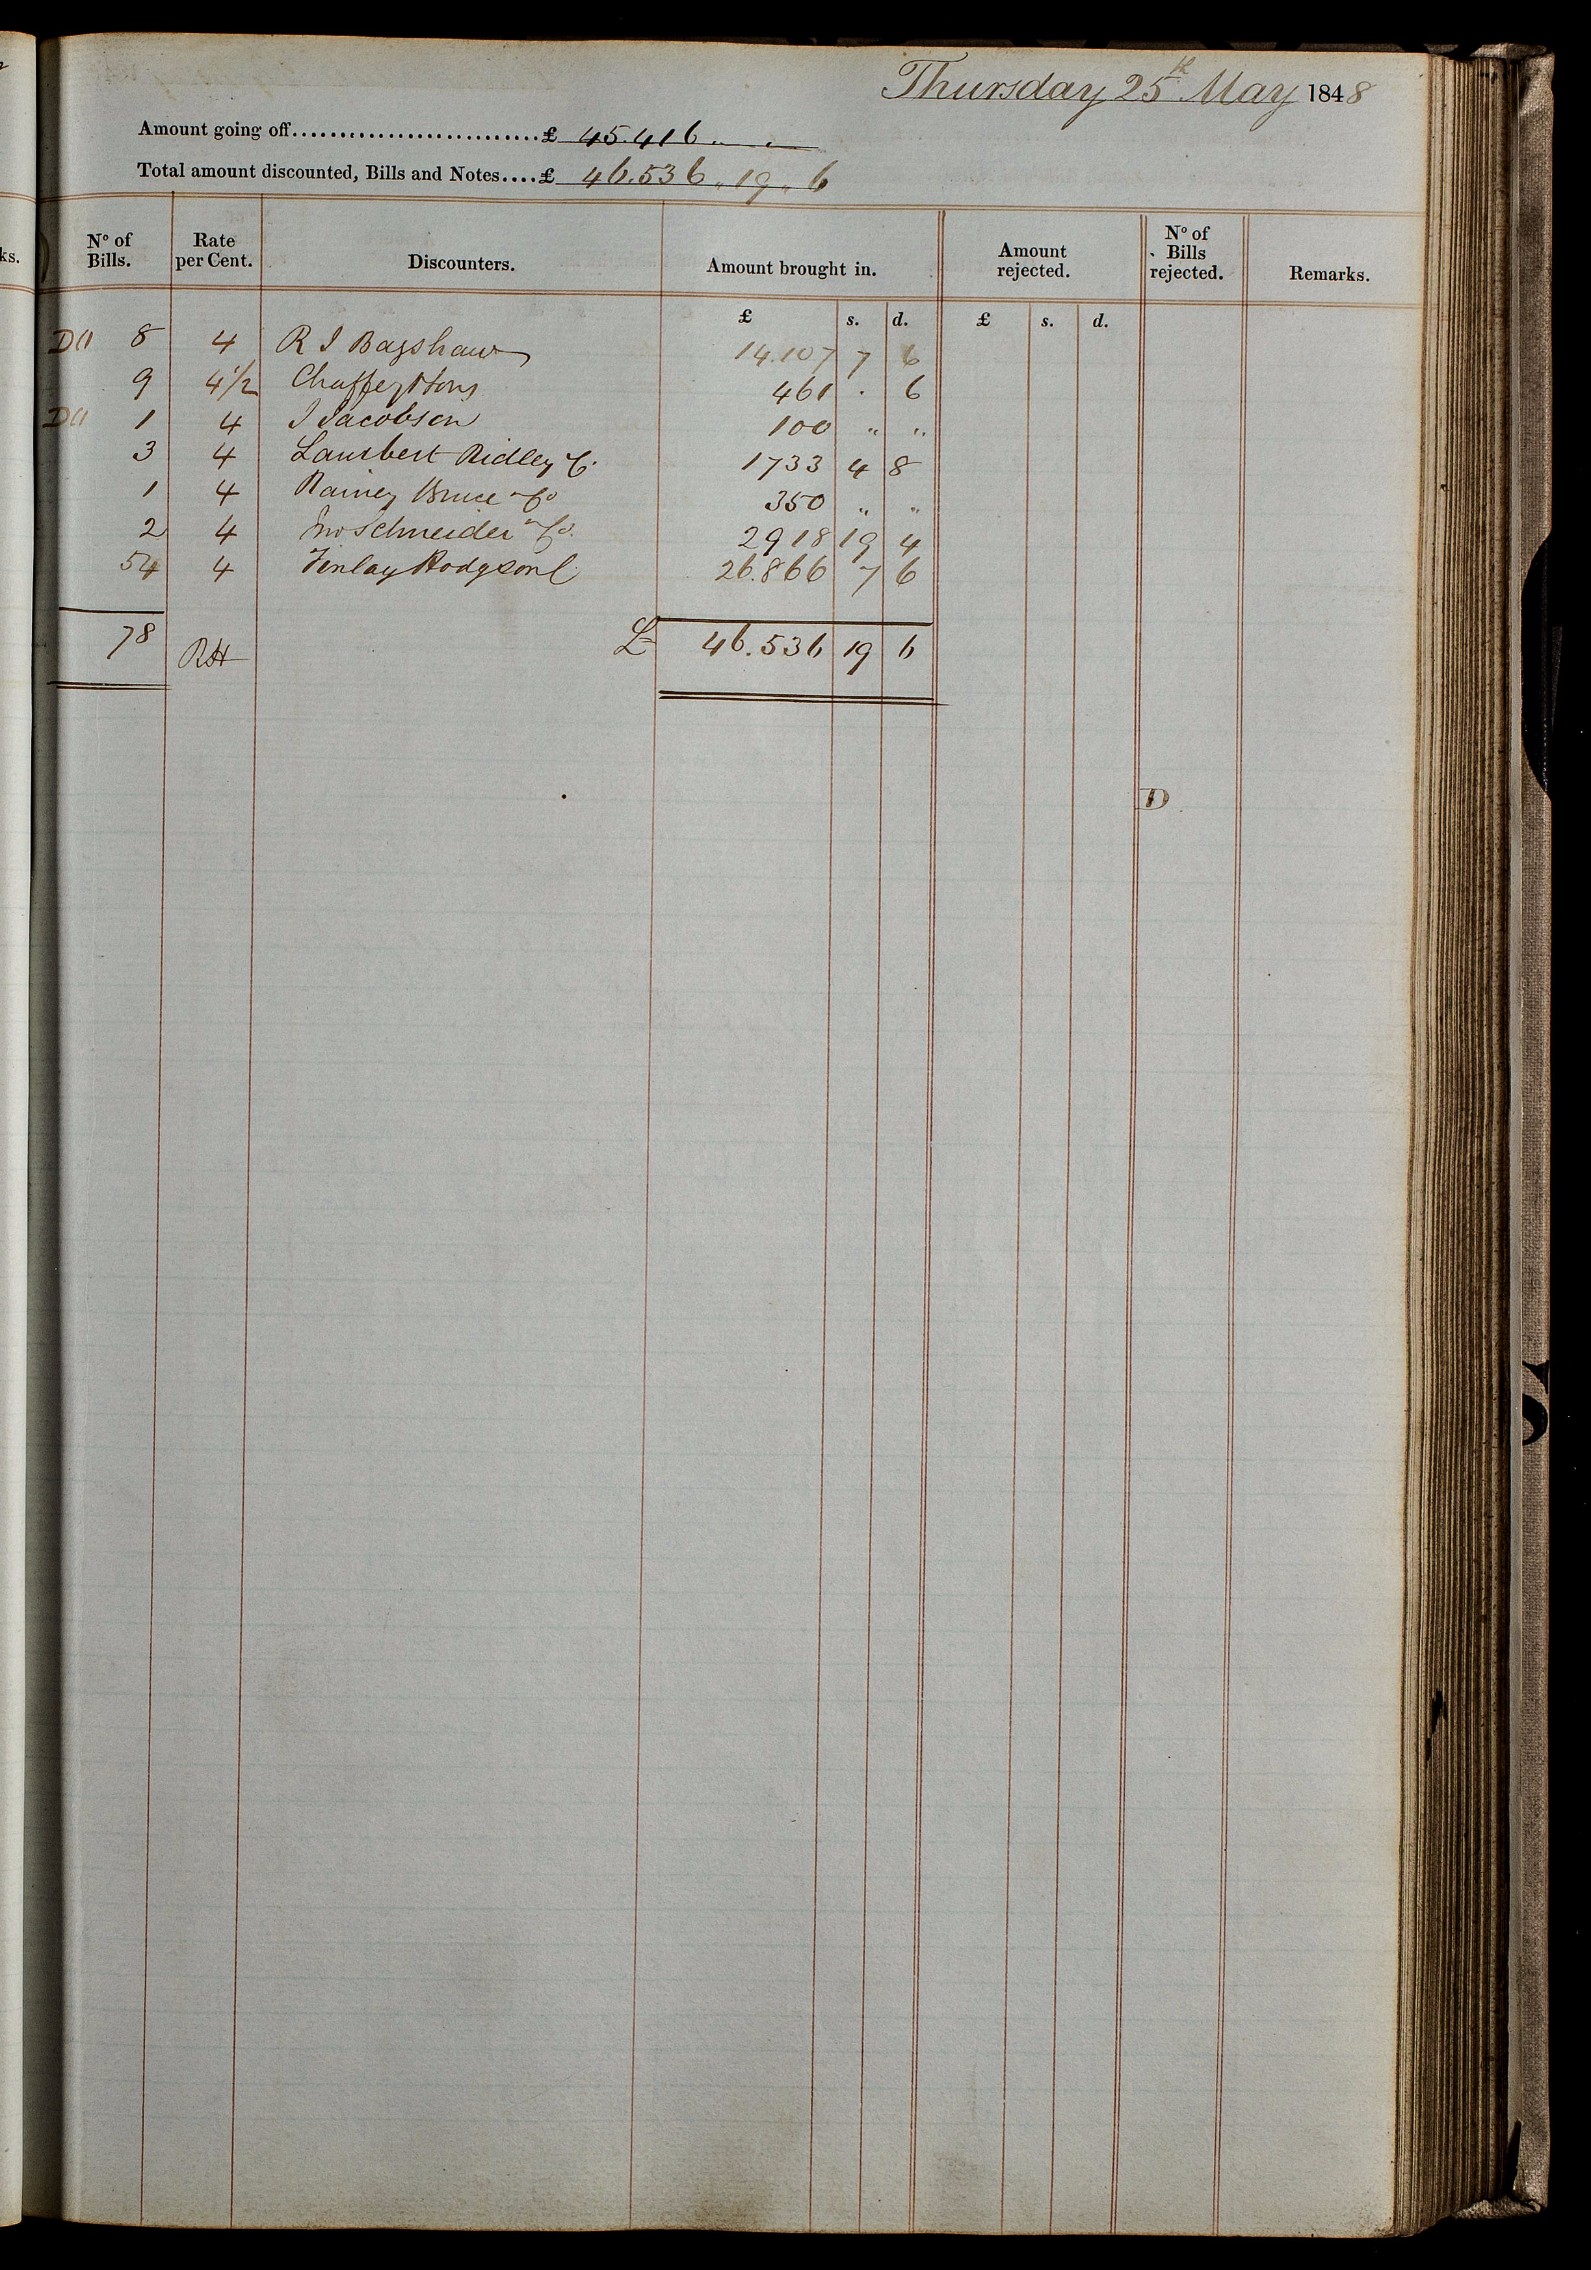 Thursday 25th May 1848
Amount going off..........................£ 45.416 „ „
Total amount discounted, Bills and Notes....£ 46.536 „ 19 „ 6
ks.
No of Bills. Rate per Cent. Discounters. Amount brought in. Amount rejected. No of Bills rejected. Remarks.
£ s. d. £ s. d.
8 4 R I Bagshaw 14.107 7 6
9 4 1/2 Chaffey & Sons 461 . 6
1 4 I Jacobson 100 „ „
3 4 Lambert Ridley & C. 1733 4 8
1 4 Rainey Bruce & Co 350 „ „
2 4 Jno Schneider & Co. 2918 19 4
54 4 Finlay Hodgson & C 26.866 7 6
78 RH £ 46.536 19 6
D